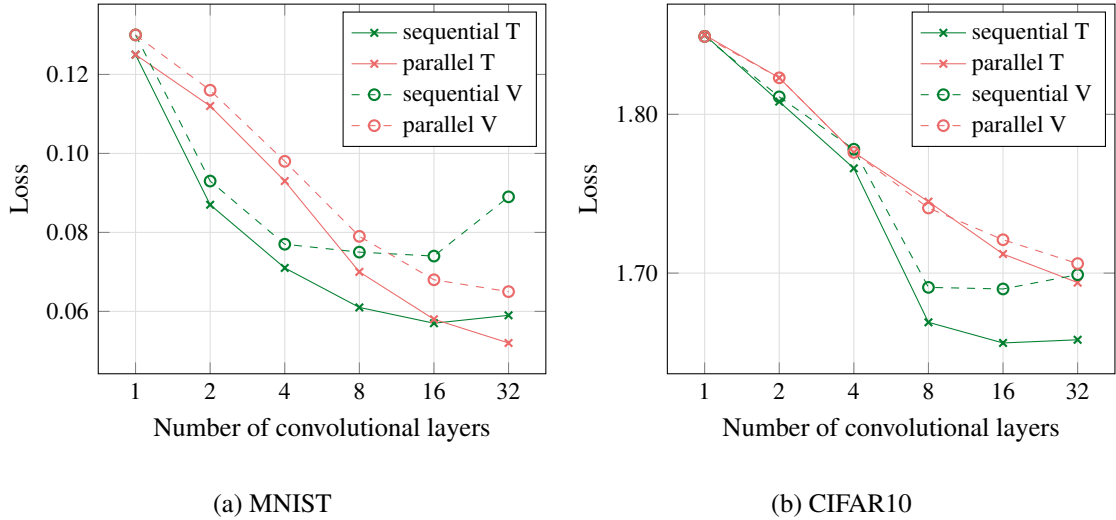 sequential T
parallel T
sequential V
parallel V
0.12
0.10
0.08
0.06
Loss
1 2 4 8 16 32
Number of convolutional layers
(a) MNIST
sequential T
parallel T
sequential V
parallel V
1.80
1.70
Loss
1 2 4 8 16 32
Number of convolutional layers
(b) CIFAR10